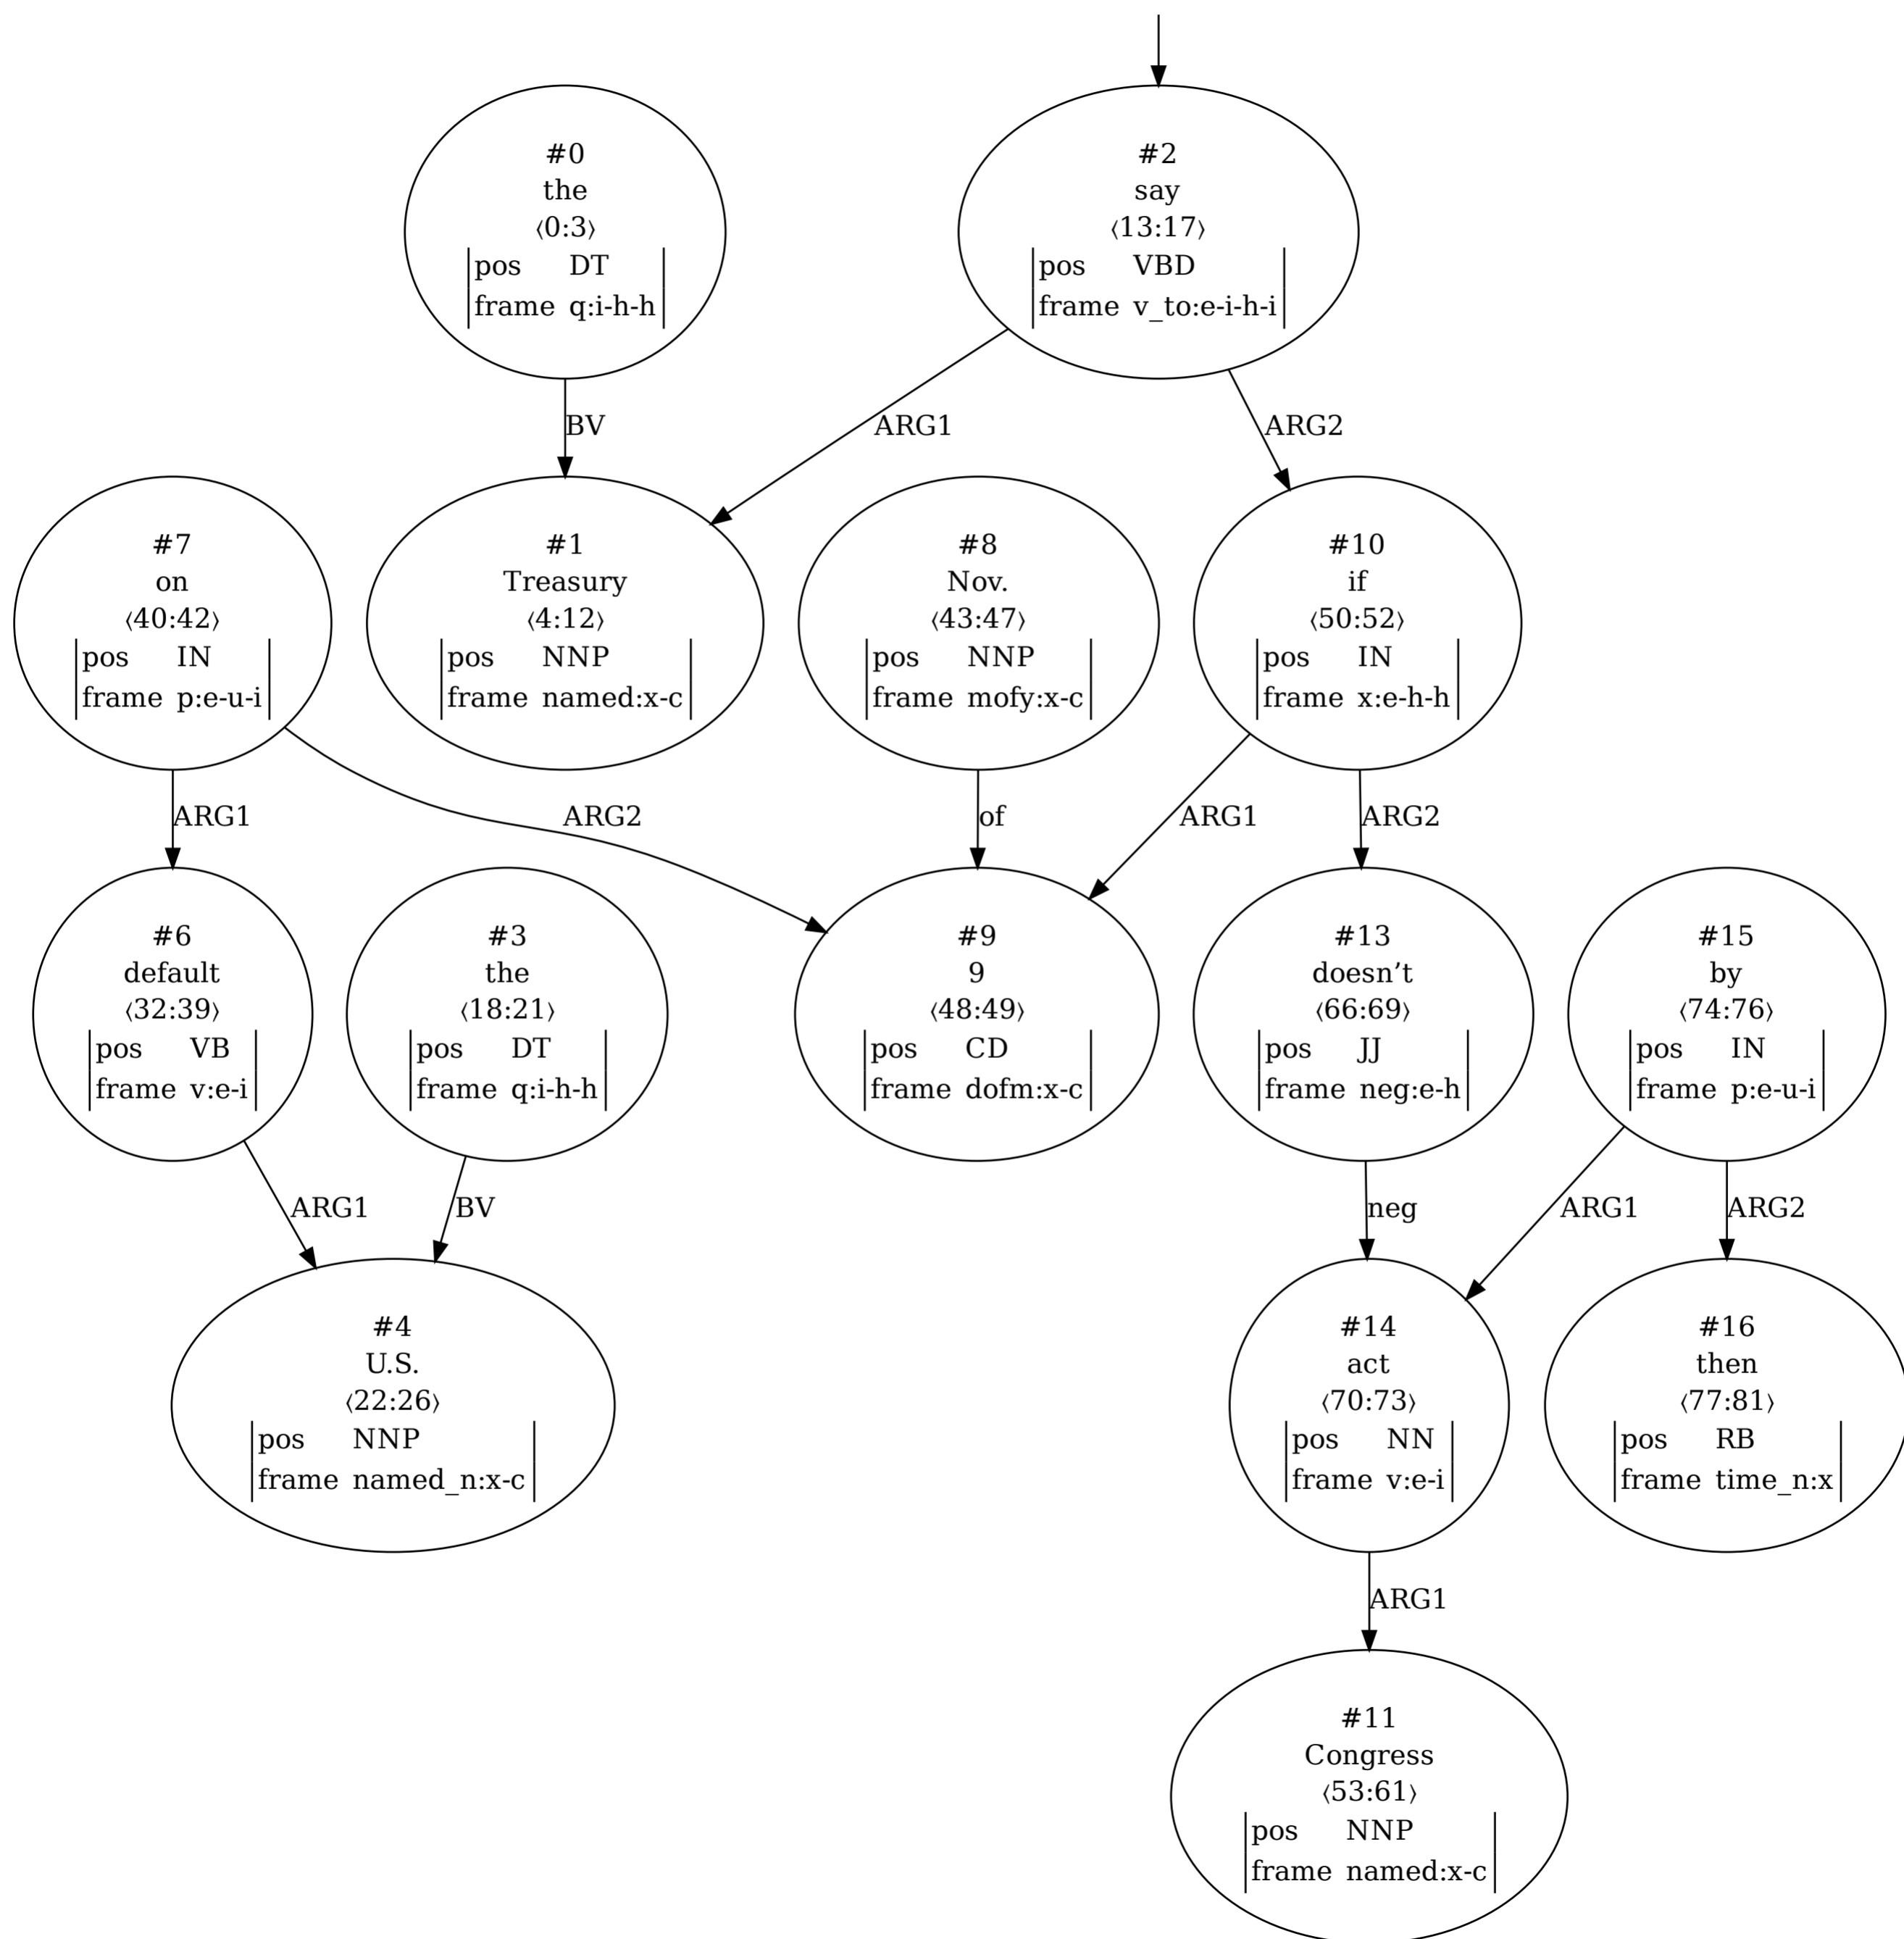 #0
the
⟨0:3⟩
pos DT
frame q:i-h-h
#2
say
⟨13:17⟩
pos VBD
frame v_to:e-i-h-i
BV
ARG1
ARG2
#7
on
⟨40:42⟩
pos IN
frame p:e-u-i
#1
Treasury
⟨4:12⟩
pos NNP
frame named:x-c
#8
Nov.
⟨43:47⟩
pos NNP
frame mofy:x-c
#10
if
⟨50:52⟩
pos IN
frame x:e-h-h
ARG1
ARG2
of
ARG1
ARG2
#6
default
⟨32:39⟩
pos VB
frame v:e-i
#3
the
⟨18:21⟩
pos DT
frame q:i-h-h
#9
9
⟨48:49⟩
pos CD
frame dofm:x-c
#13
doesn’t
⟨66:69⟩
pos JJ
frame neg:e-h
#15
by
⟨74:76⟩
pos IN
frame p:e-u-i
ARG1
BV
neg
ARG1
ARG2
#4
U.S.
⟨22:26⟩
pos NNP
frame named_n:x-c
#14
act
⟨70:73⟩
pos NN
frame v:e-i
#16
then
⟨77:81⟩
pos RB
frame time_n:x
ARG1
#11
Congress
⟨53:61⟩
pos NNP
frame named:x-c